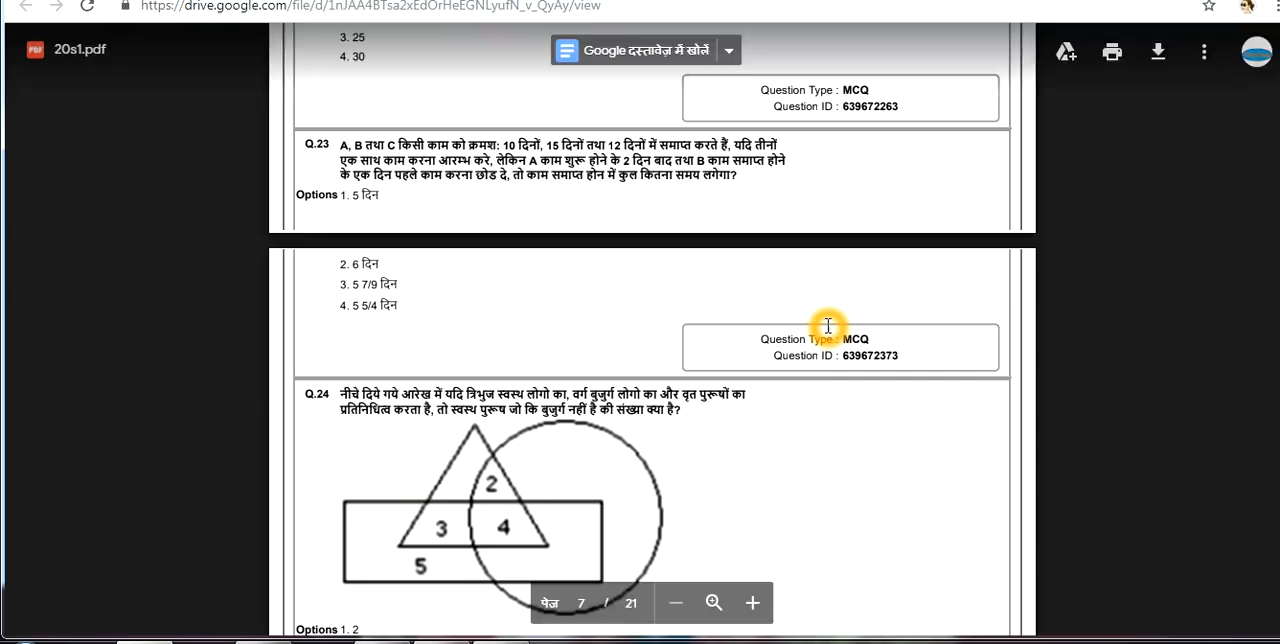 https://drive.google.com/file/d/1nJAA4BTsa2xEdOrHeEGNLyufN_v_QyAy/view
PDF 20s1.pdf
Google दस्तावेज़ में खोलें
3. 25
4. 30
Question Type : MCQ
Question ID : 639672263
Q.23 A, B तथा C किसी काम को क्रमश: 10 दिनों, 15 दिनों तथा 12 दिनों में समाप्त करते हैं, यदि तीनों
एक साथ काम करना आरम्भ करे, लेकिन A काम शुरू होने के 2 दिन बाद तथा B काम समाप्त होने
के एक दिन पहले काम करना छोड दे, तो काम समाप्त होन में कुल कितना समय लगेगा?
Options 1. 5 दिन
2. 6 दिन
3. 5 7/9 दिन
4. 5 5/4 दिन
Question Type : MCQ
Question ID : 639672373
Q.24 नीचे दिये गये आरेख में यदि त्रिभुज स्वस्थ लोगो का, वर्ग बुजुर्ग लोगो का और वृत पुरूषों का
प्रतिनिधित्व करता है, तो स्वस्थ पुरूष जो कि बुजुर्ग नहीं है की संख्या क्या है?
2
3 4
5
पेज 7 / 21
Options 1. 2